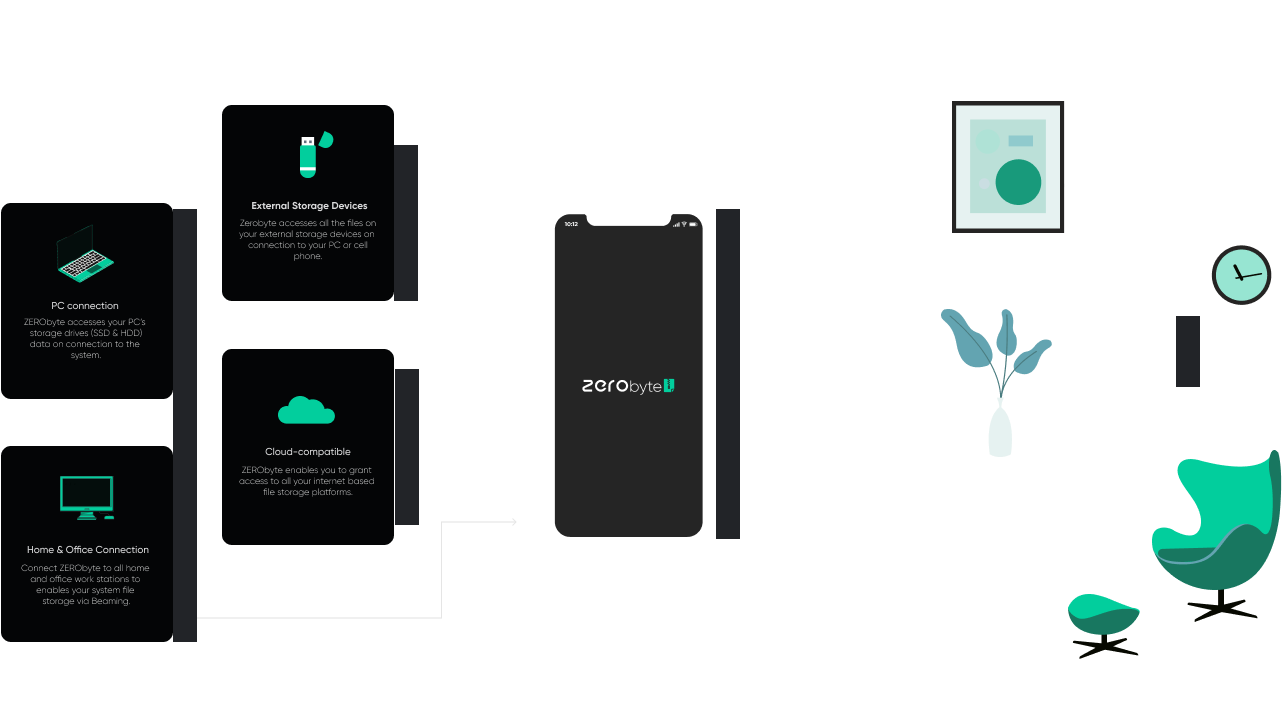 External Storage Devices
Zerobyte accesses all the files on
your external storage devices on
connection to your PC or cell
phone.
PC connection
ZERObyte accesses your PC's
storage drives (SSD & HDD)
data on connection to the
system.
Cloud-compatible
ZERObyte enables you to grant
access to all your internet based
file storage platforms.
Home & Office Connection
Connect ZERObyte to all home
and office work stations to
enables your system file
storage via Beaming.
10:12
zerobyte